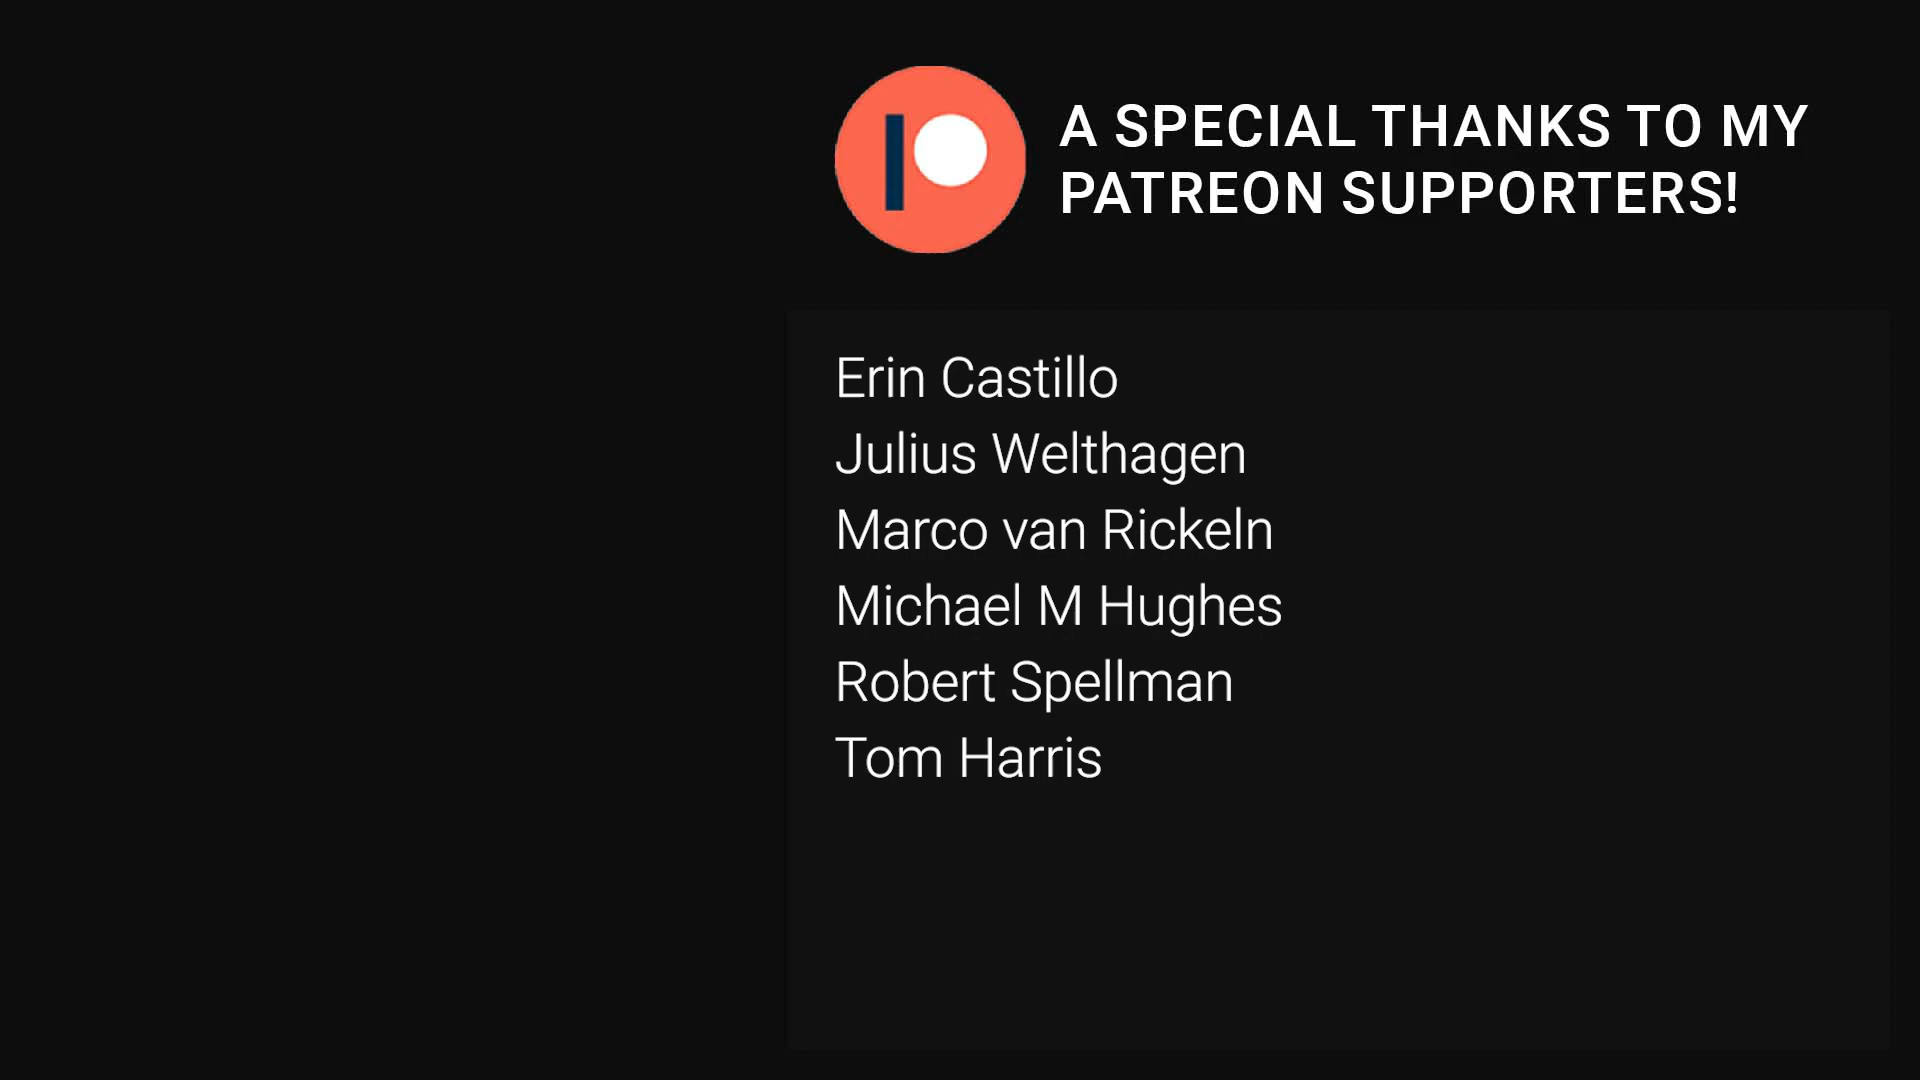 A SPECIAL THANKS TO MY
PATREON SUPPORTERS!
Erin Castillo
Julius Welthagen
Marco van Rickeln
Michael M Hughes
Robert Spellman
Tom Harris